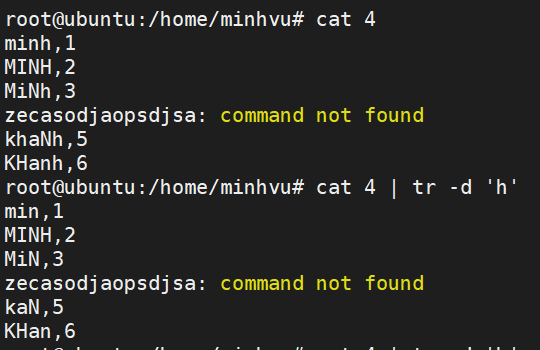 root@ubuntu:/home/minhvu# cat 4
minh,1
MINH,2
MiNh,3
zecasodjaopsdjsa: command not found
khaNh,5
KHanh,6
root@ubuntu:/home/minhvu# cat 4 | tr -d 'h'
min,1
MINH,2
MiN,3
zecasodjaopsdjsa: command not found
kaN,5
KHan,6